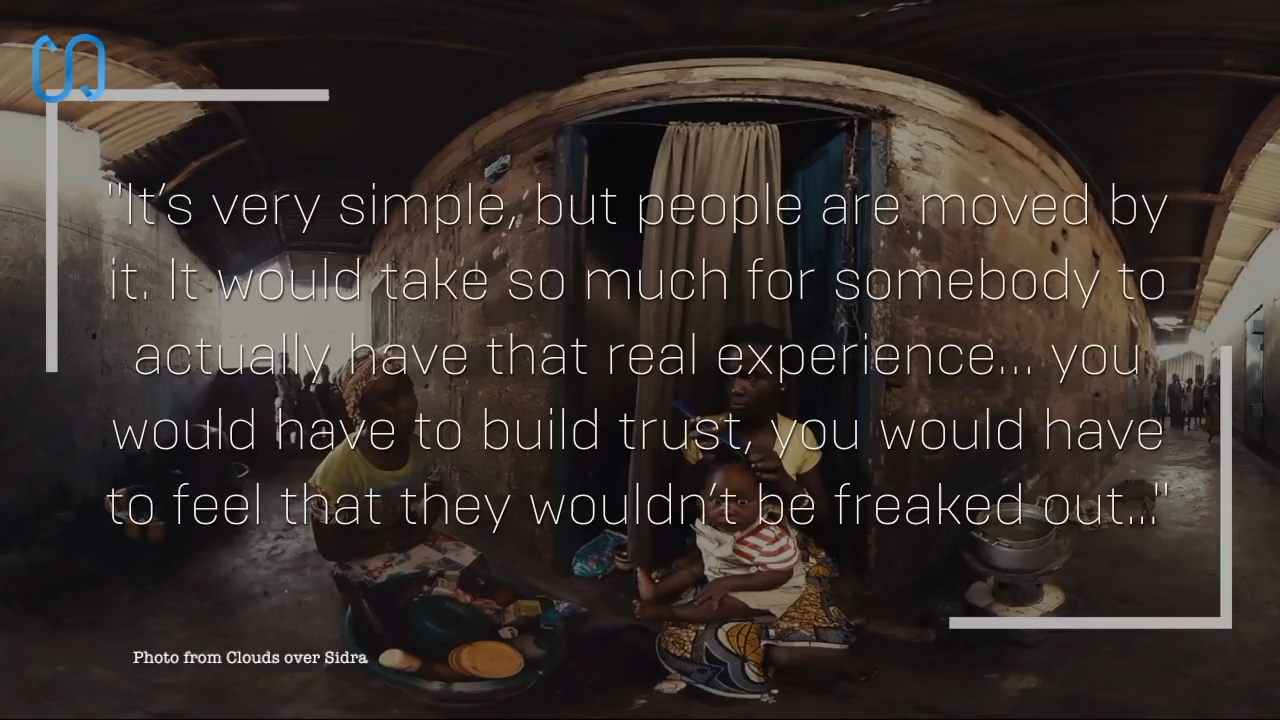 "It's very simple, but people are moved by
it. It would take so much for somebody to
actually have that real experience... you
would have to build trust, you would have
to feel that they wouldn't be freaked out..."
Photo from Clouds over Sidra